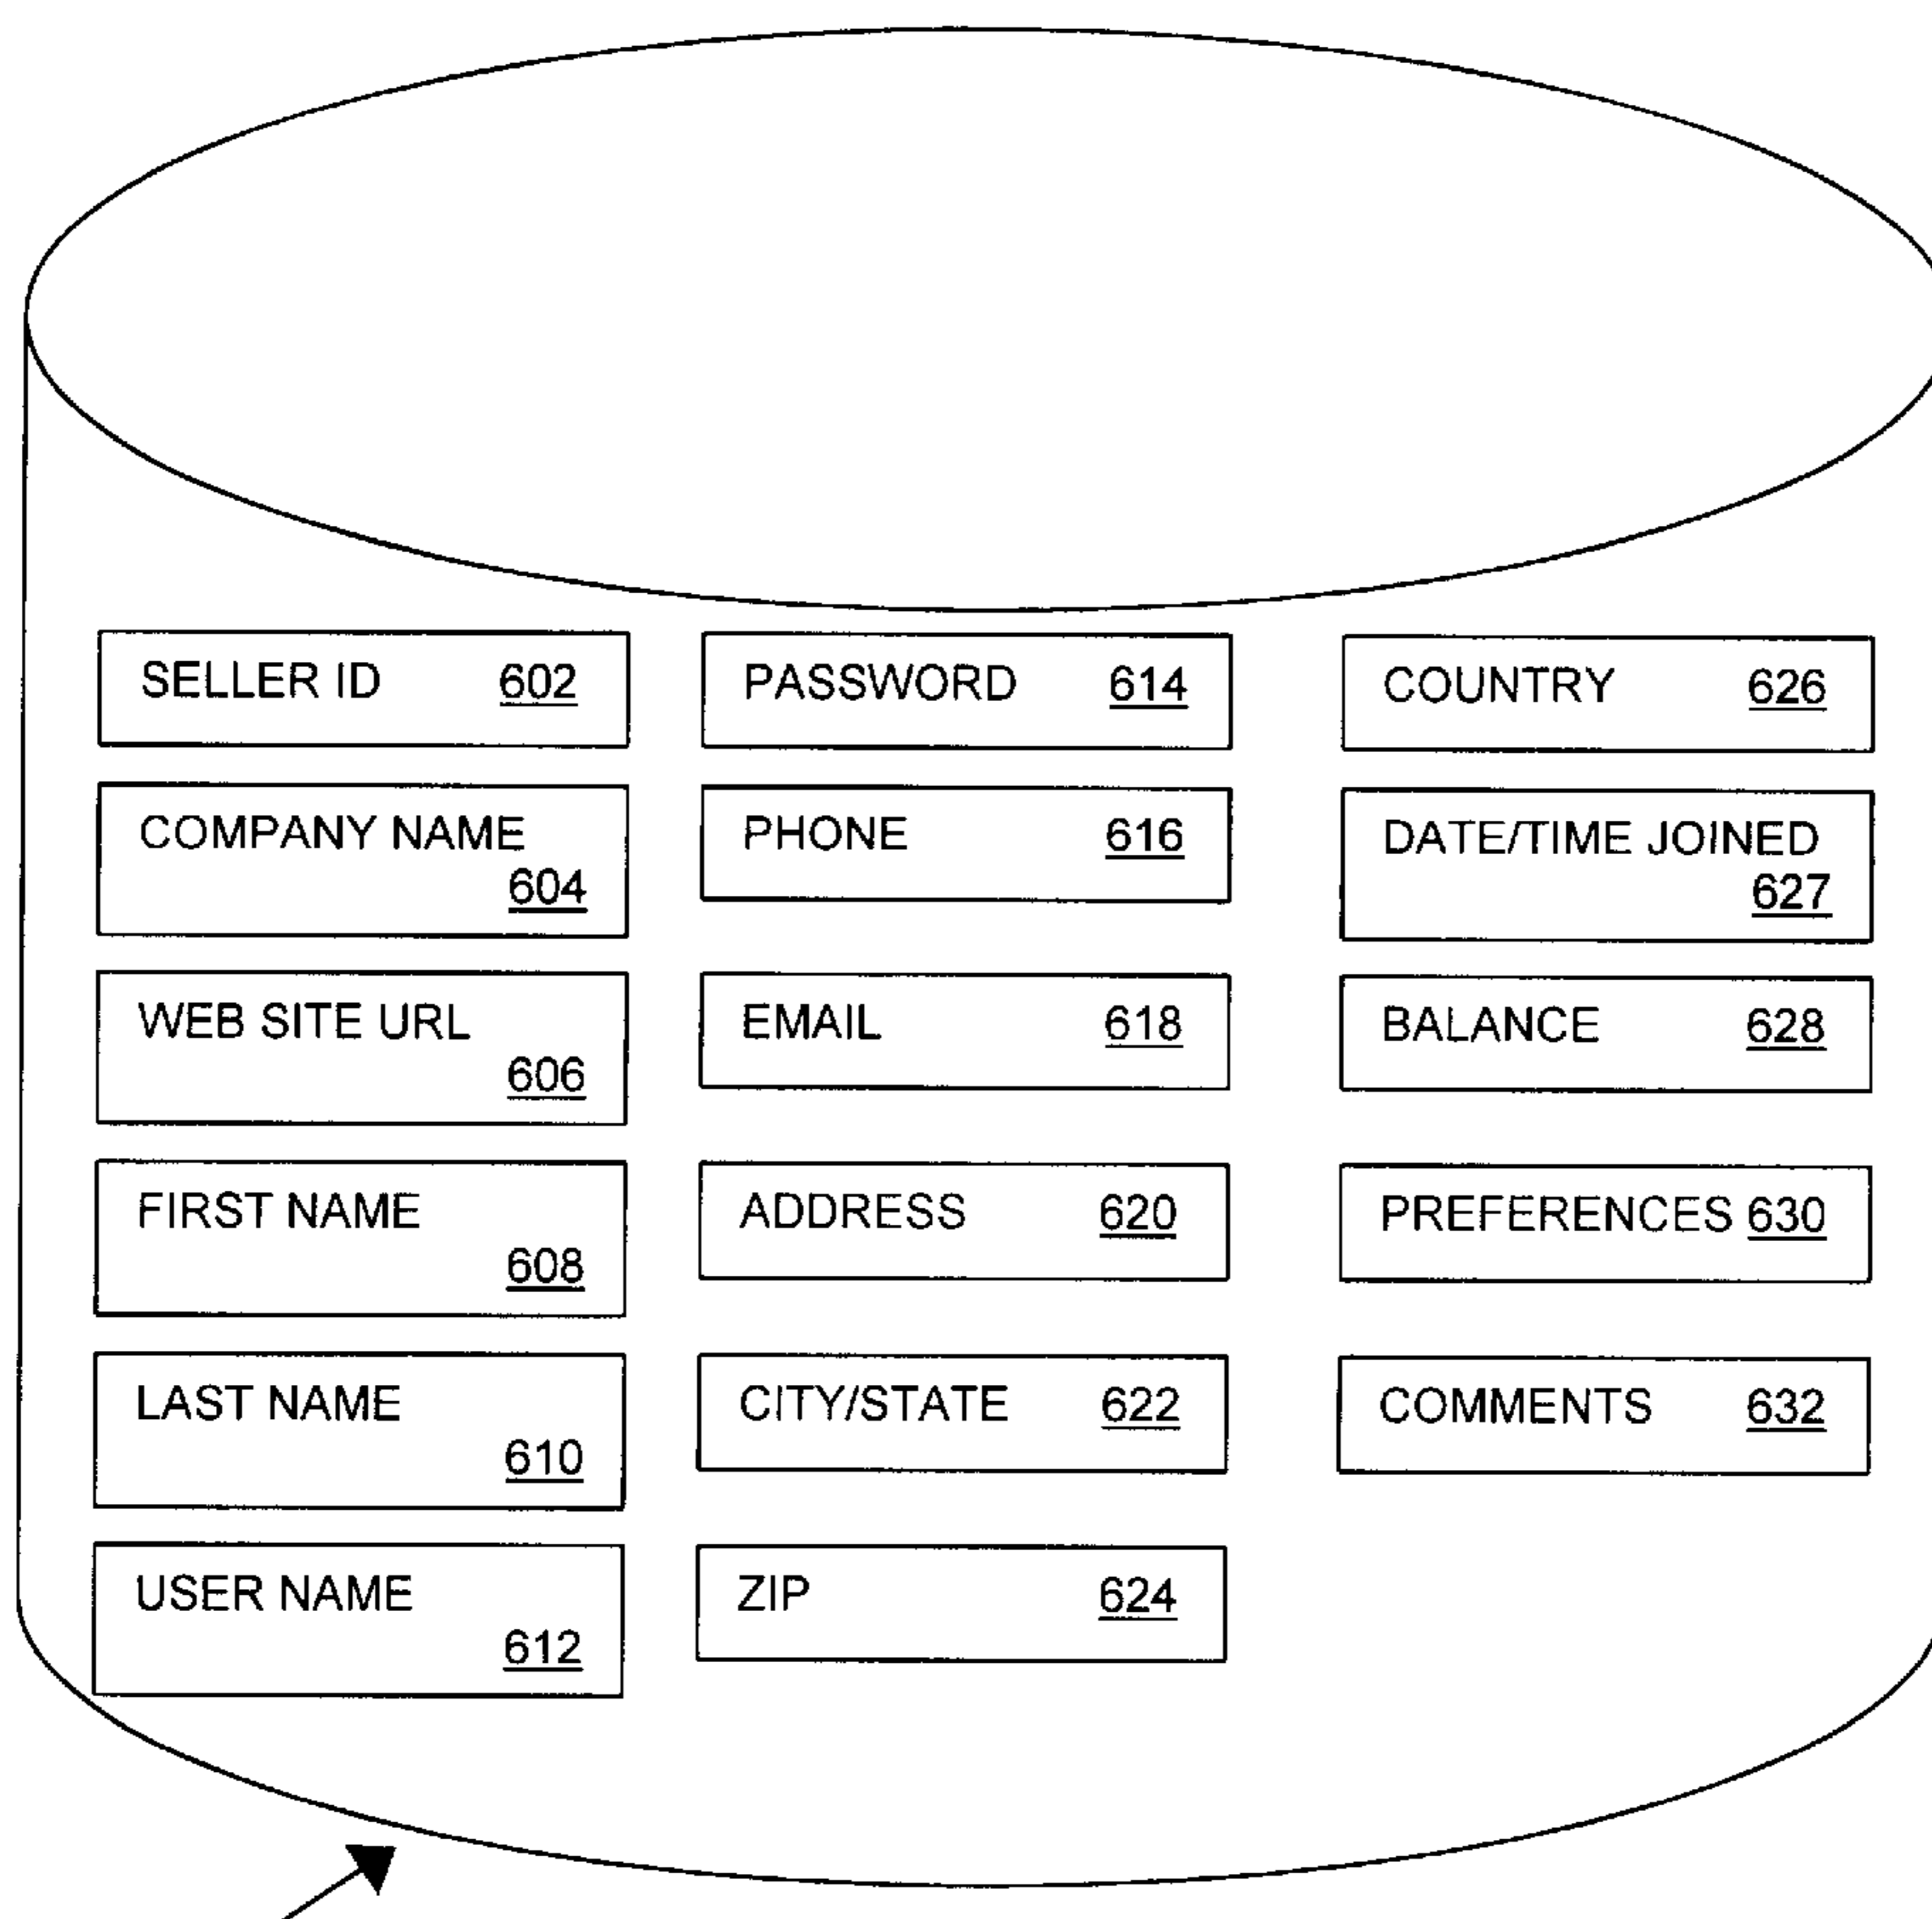 SELLER ID 602
COMPANY NAME
604
WEB SITE URL
606
FIRST NAME
608
LAST NAME
610
USER NAME
612
PASSWORD 614
PHONE 616
EMAIL 618
ADDRESS 620
CITY/STATE 622
ZIP 624
COUNTRY 626
DATE/TIME JOINED
627
BALANCE 628
PREFERENCES 630
COMMENTS 632